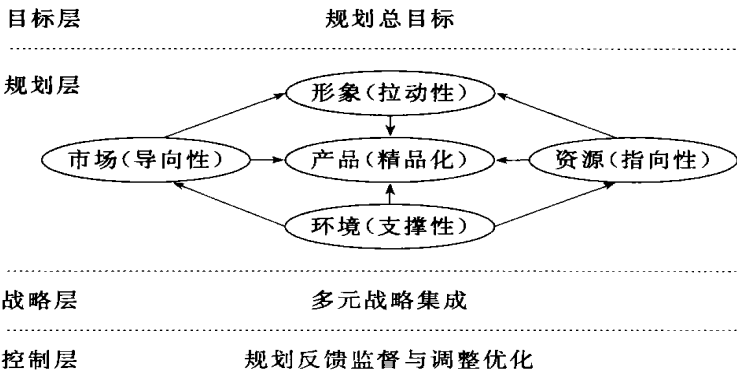 目标层 规划总目标
规划层
形象(拉动性)
市场(导向性) 产品(精品化) 资源(指向性)
环境(支撑性)
战略层 多元战略集成
控制层 规划反馈监督与调整优化